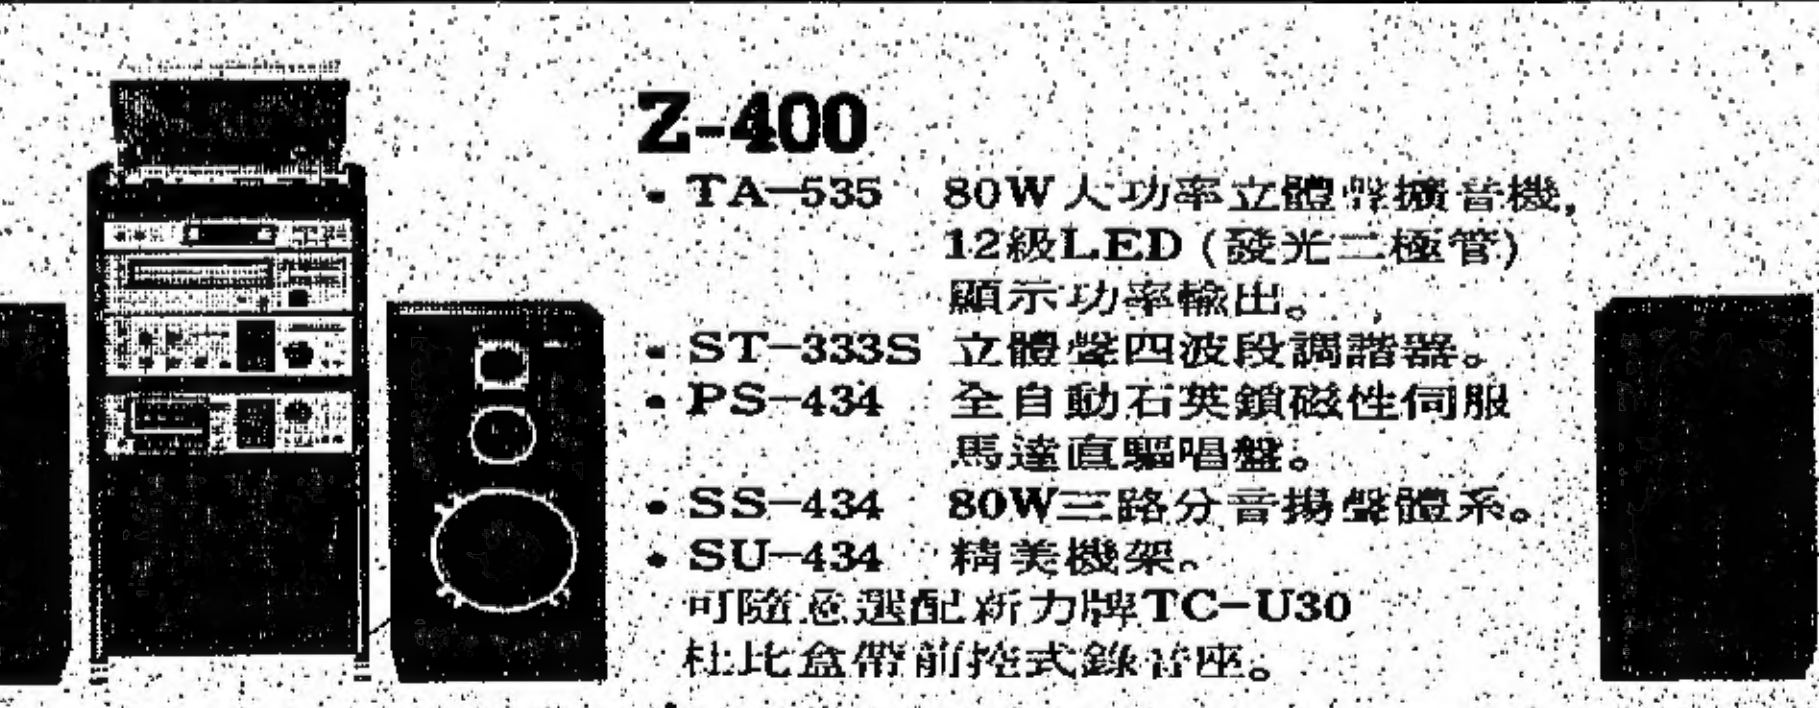 Z-400
• TA-535 80W大功率立體聲擴音機,
12級LED (發光二極管)
顯示功率輸出。
• ST-333S 立體聲四波段調諧器。
• PS-434 全自動石英鎖磁性伺服
馬達直驅唱盤。
• SS-434 80W三路分音揚聲體系。
• SU-434 精美機架。
可隨意選配新力牌TC-U30
杜比盒帶前控式錄音座。